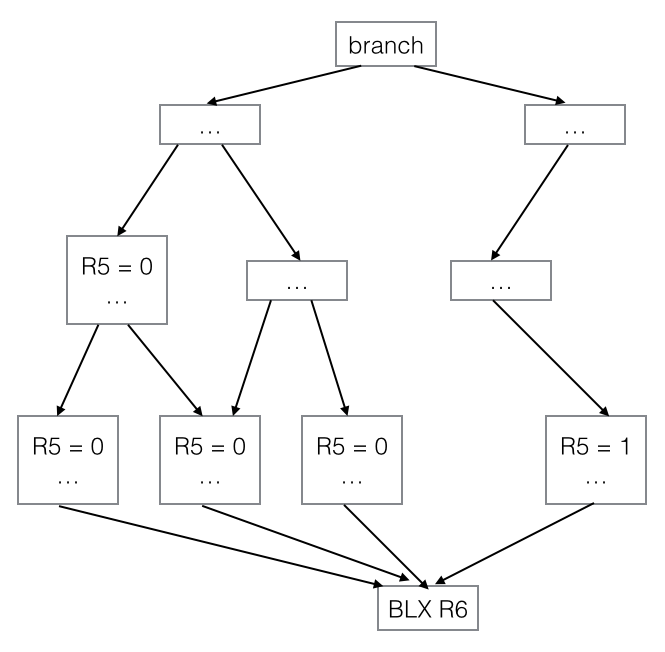 branch
...
...
R5 = 0
...
...
...
R5 = 0
...
R5 = 0
...
R5 = 0
...
R5 = 1
...
BLX R6